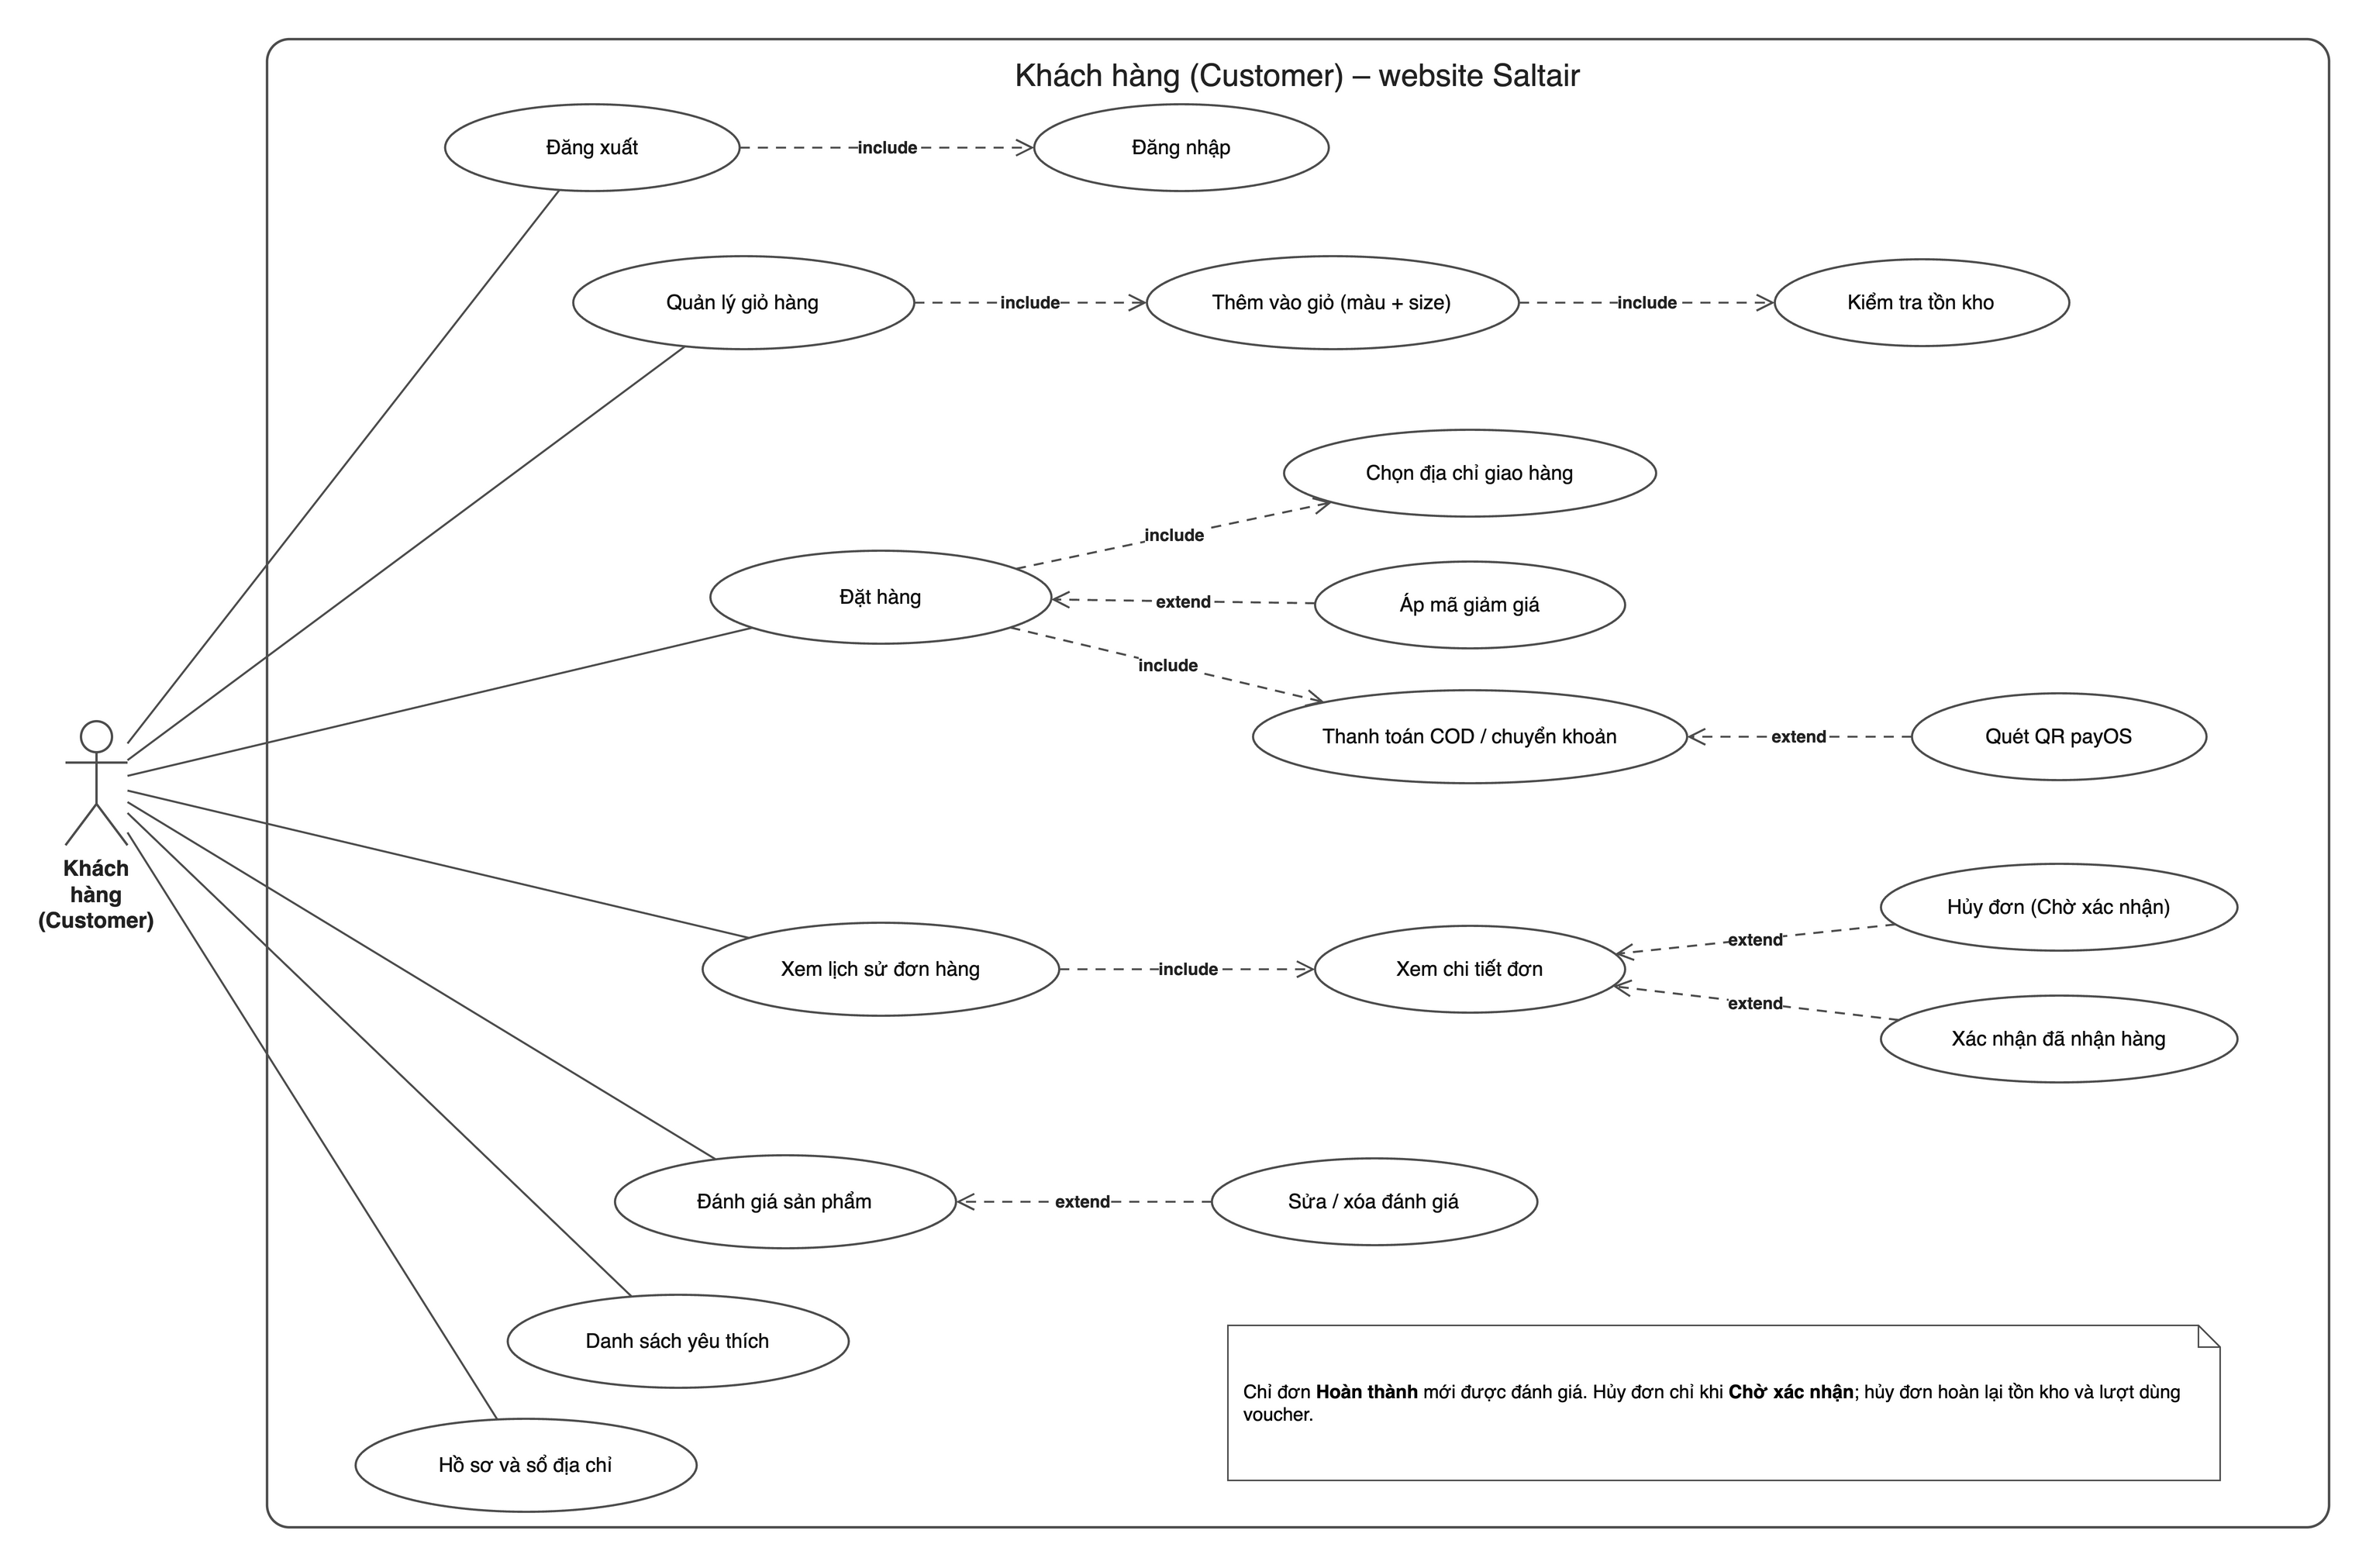 Khách hàng (Customer) – website Saltair
Đăng xuất
include
Đăng nhập
Quản lý giỏ hàng
include
Thêm vào giỏ (màu + size)
include
Kiểm tra tồn kho
Chọn địa chỉ giao hàng
include
Đặt hàng
extend
Áp mã giảm giá
include
Thanh toán COD / chuyển khoản
extend
Quét QR payOS
Khách
hàng
(Customer)
Hủy đơn (Chờ xác nhận)
extend
Xem lịch sử đơn hàng
include
Xem chi tiết đơn
extend
Xác nhận đã nhận hàng
Đánh giá sản phẩm
extend
Sửa / xóa đánh giá
Danh sách yêu thích
Chỉ đơn Hoàn thành mới được đánh giá. Hủy đơn chỉ khi Chờ xác nhận; hủy đơn hoàn lại tồn kho và lượt dùng
voucher.
Hồ sơ và sổ địa chỉ